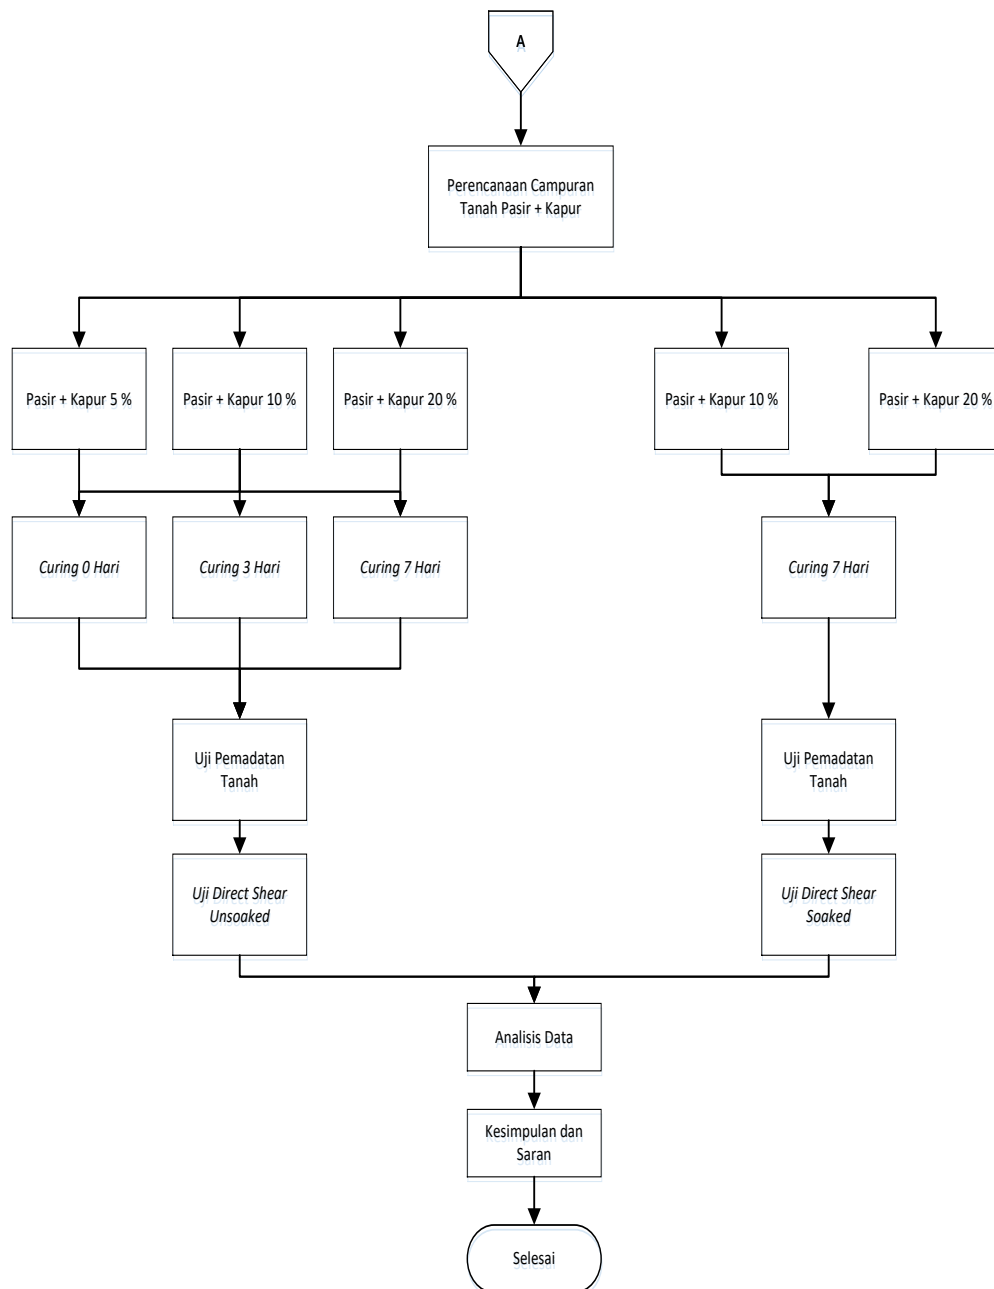 A
Perencanaan Campuran
Tanah Pasir + Kapur
Pasir + Kapur 5 %
Pasir + Kapur 10 %
Pasir + Kapur 20 %
Pasir + Kapur 10 %
Pasir + Kapur 20 %
Curing 0 Hari
Curing 3 Hari
Curing 7 Hari
Curing 7 Hari
Uji Pemadatan
Tanah
Uji Pemadatan
Tanah
Uji Direct Shear
Unsoaked
Uji Direct Shear
Soaked
Analisis Data
Kesimpulan dan
Saran
Selesai